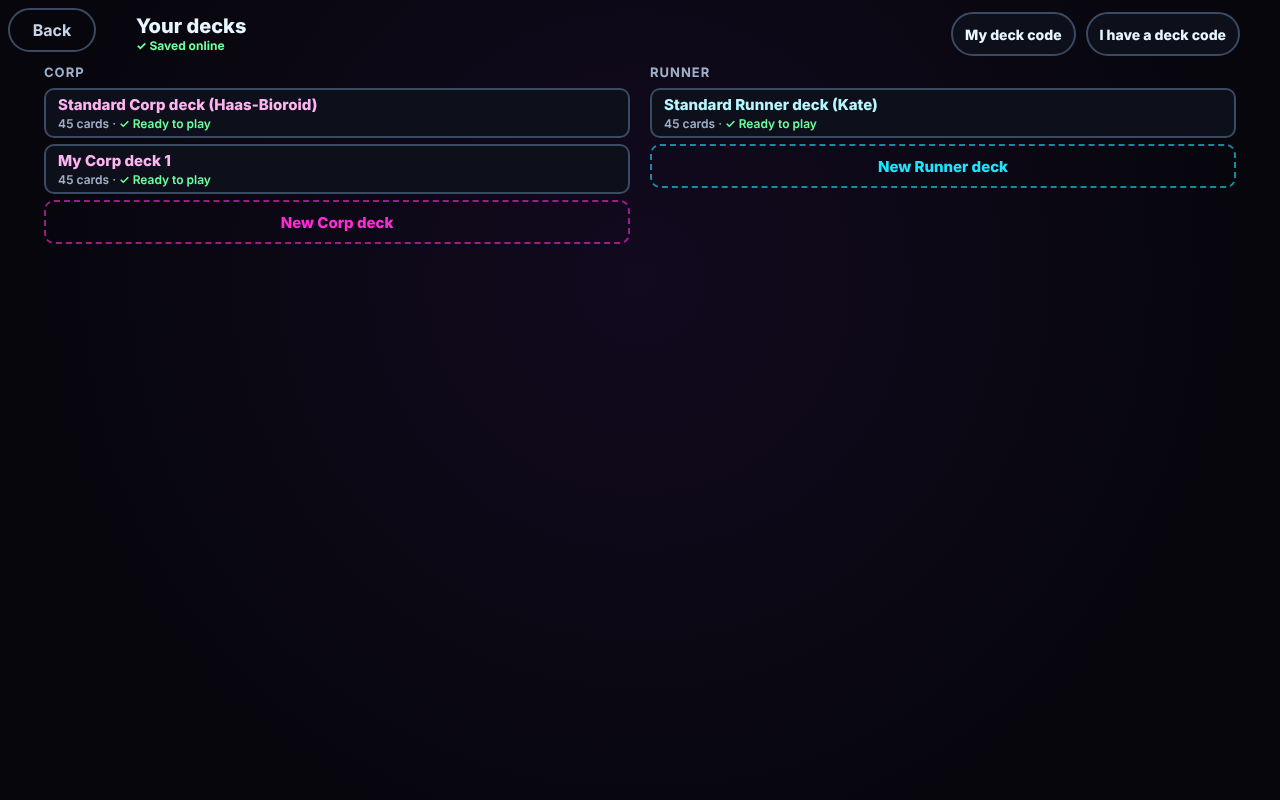 Back
Your decks
✓ Saved online
My deck code
I have a deck code
CORP
Standard Corp deck (Haas-Bioroid)
45 cards · ✓ Ready to play
My Corp deck 1
45 cards · ✓ Ready to play
New Corp deck
RUNNER
Standard Runner deck (Kate)
45 cards · ✓ Ready to play
New Runner deck